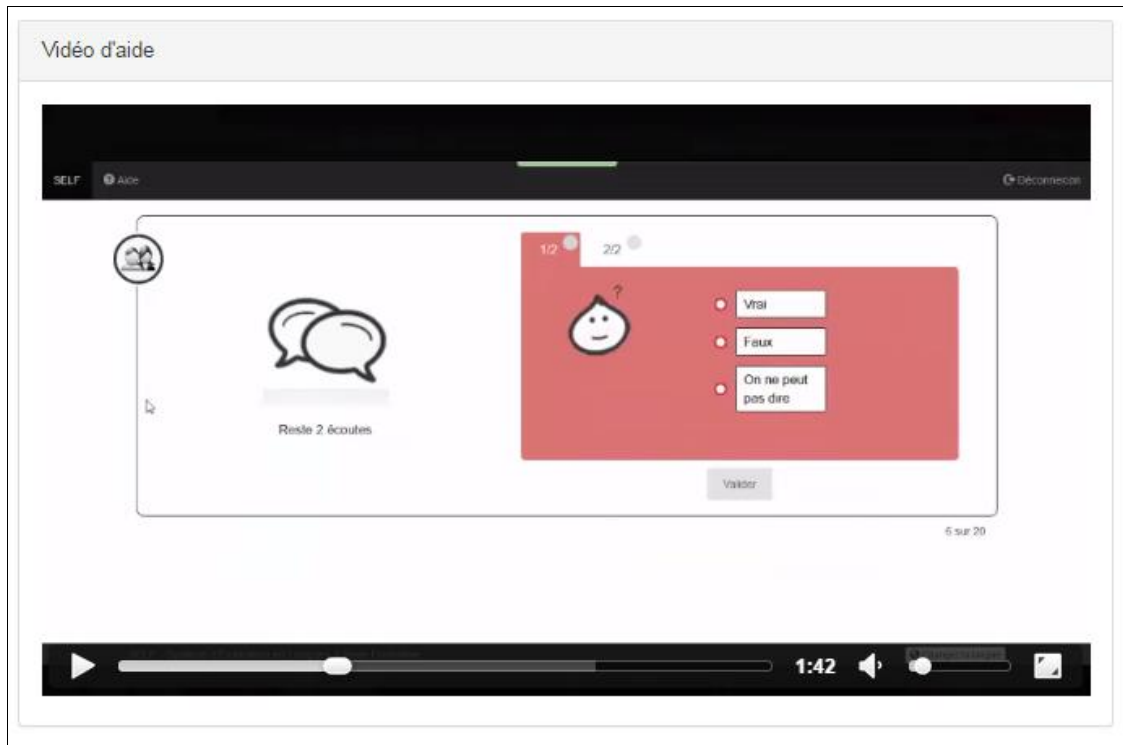 Vidéo d'aide
SELF
Aide
Déconnexion
1/2
2/2
?
Vrai
Faux
On ne peut
pas dire
Reste 2 écoutes
Valider
6 sur 20
1:42